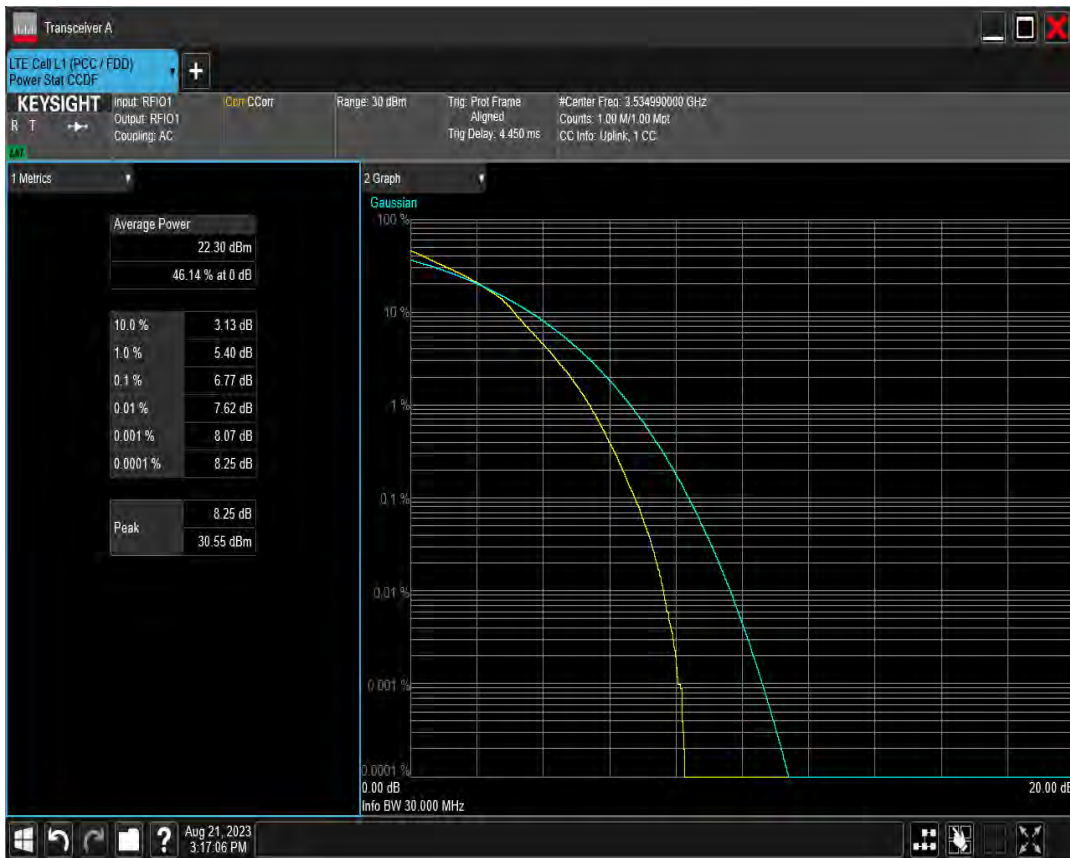 Transceiver A
LTE Cell L1 (PCC / FDD)
Power Stat CCDF
+
KEYSIGHT
R T
LXI
Input: RFIO1
Output: RFIO1
Coupling: AC
Corr CCorr
Range: 30 dBm
Trig: Prot Frame
Aligned
Trig Delay: 4.450 ms
#Center Freq: 3.534990000 GHz
Counts: 1.00 M/1.00 Mpt
CC Info: Uplink, 1 CC
1 Metrics
Average Power
22.30 dBm
46.14 % at 0 dB
10.0 % 3.13 dB
1.0 % 5.40 dB
0.1 % 6.77 dB
0.01 % 7.62 dB
0.001 % 8.07 dB
0.0001 % 8.25 dB
Peak 8.25 dB
30.55 dBm
2 Graph
Gaussian
100 %
10 %
1 %
0.1 %
0.01 %
0.001 %
0.0001 %
0.00 dB
20.00 dB
Info BW 30.000 MHz
?
Aug 21, 2023
3:17:06 PM